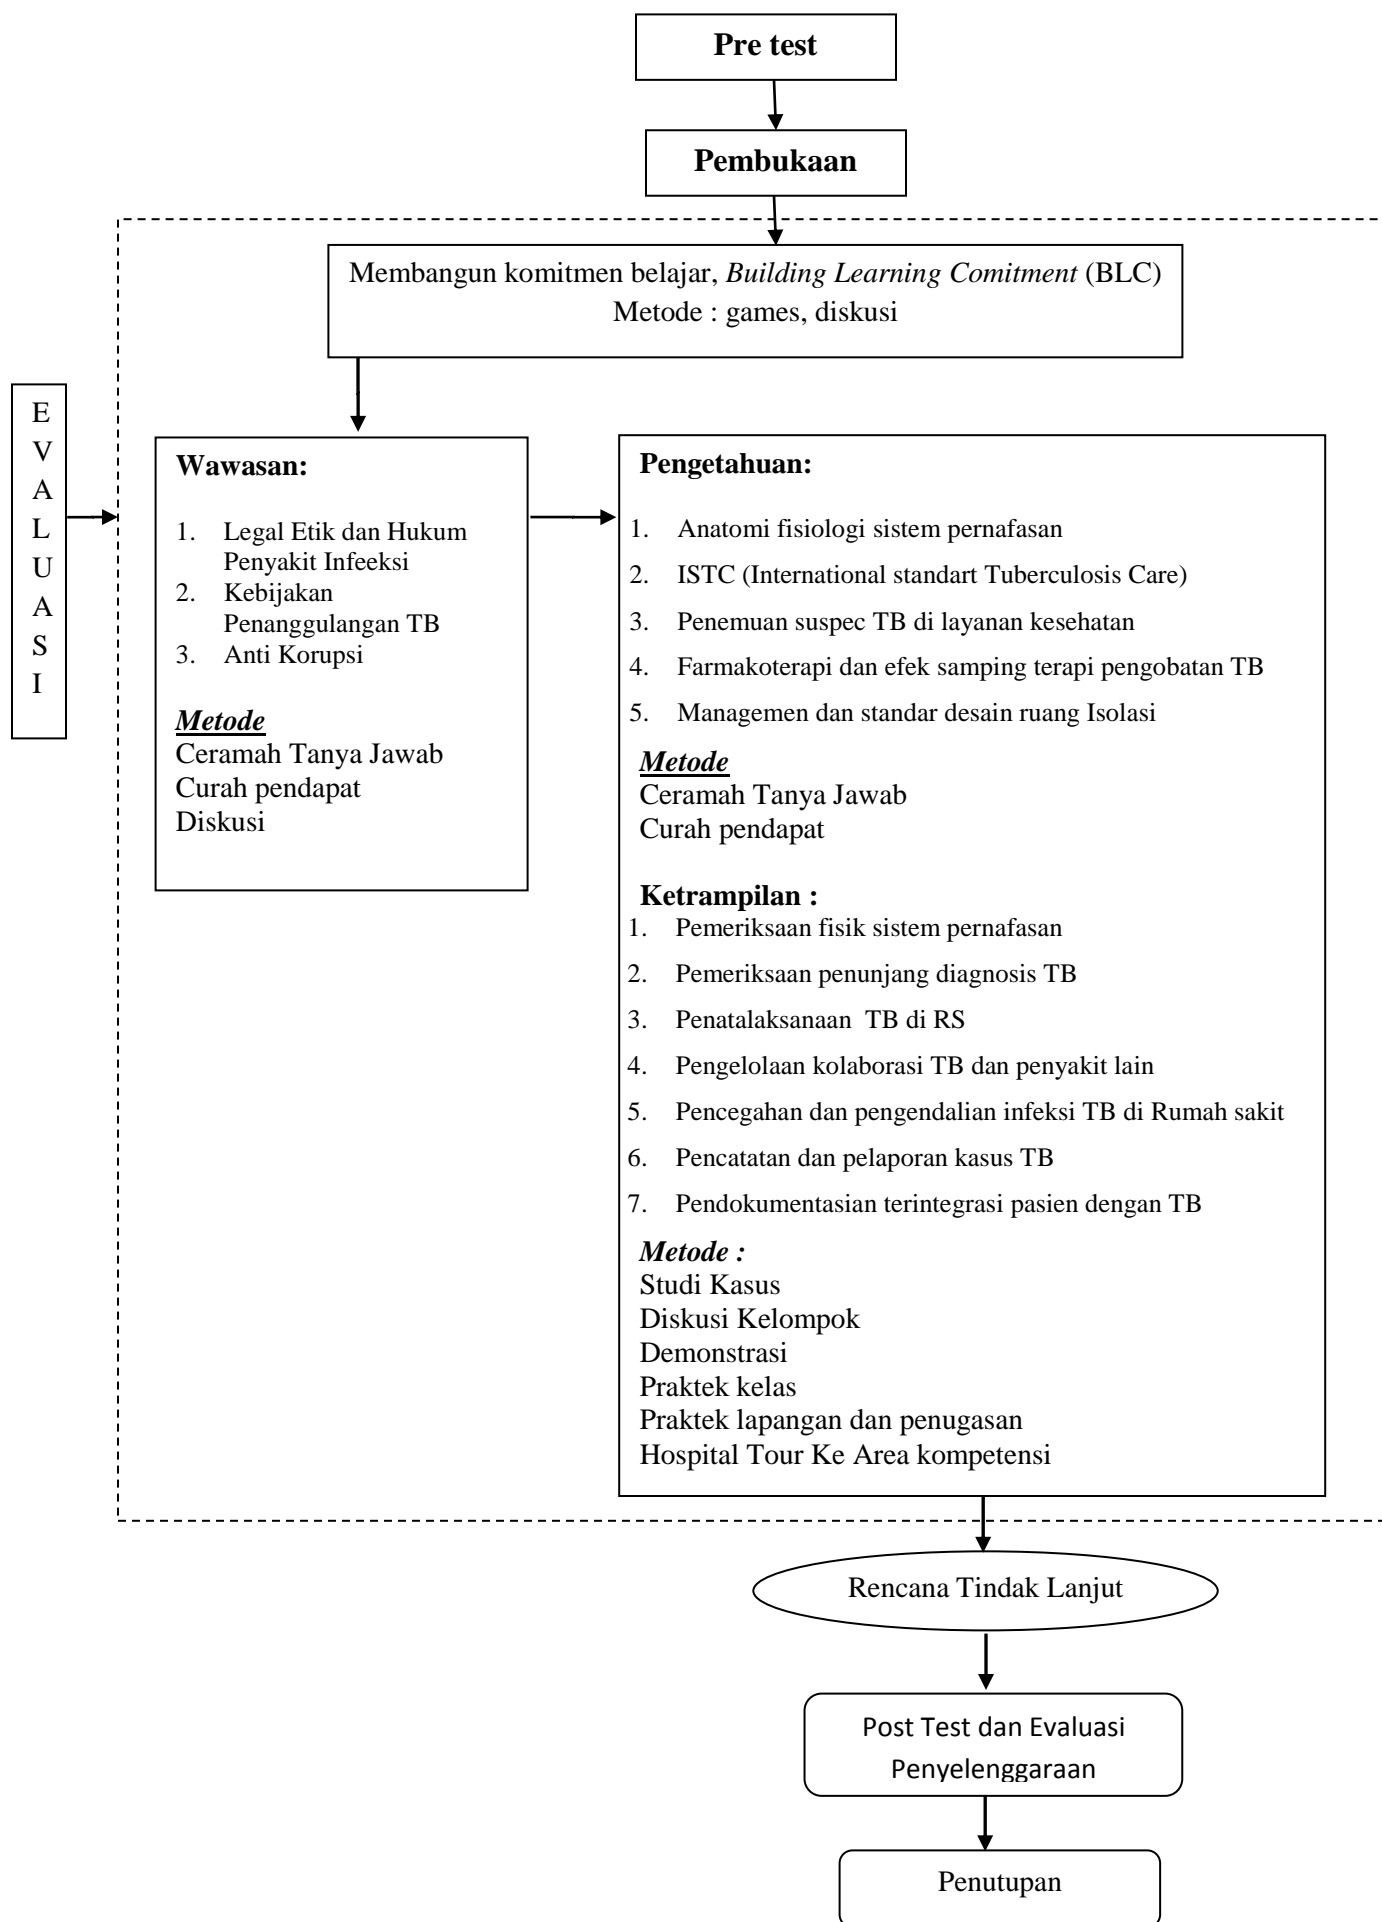 Pre test
Pembukaan
Membangun komitmen belajar, Building Learning Comitment (BLC)
Metode : games, diskusi
E
V
A
L
U
A
S
I
Wawasan:
1. Legal Etik dan Hukum
Penyakit Infeeksi
2. Kebijakan
Penanggulangan TB
3. Anti Korupsi
Metode
Ceramah Tanya Jawab
Curah pendapat
Diskusi
Pengetahuan:
1. Anatomi fisiologi sistem pernafasan
2. ISTC (International standart Tuberculosis Care)
3. Penemuan suspec TB di layanan kesehatan
4. Farmakoterapi dan efek samping terapi pengobatan TB
5. Managemen dan standar desain ruang Isolasi
Metode
Ceramah Tanya Jawab
Curah pendapat
Ketrampilan :
1. Pemeriksaan fisik sistem pernafasan
2. Pemeriksaan penunjang diagnosis TB
3. Penatalaksanaan TB di RS
4. Pengelolaan kolaborasi TB dan penyakit lain
5. Pencegahan dan pengendalian infeksi TB di Rumah sakit
6. Pencatatan dan pelaporan kasus TB
7. Pendokumentasian terintegrasi pasien dengan TB
Metode :
Studi Kasus
Diskusi Kelompok
Demonstrasi
Praktek kelas
Praktek lapangan dan penugasan
Hospital Tour Ke Area kompetensi
Rencana Tindak Lanjut
Post Test dan Evaluasi
Penyelenggaraan
Penutupan